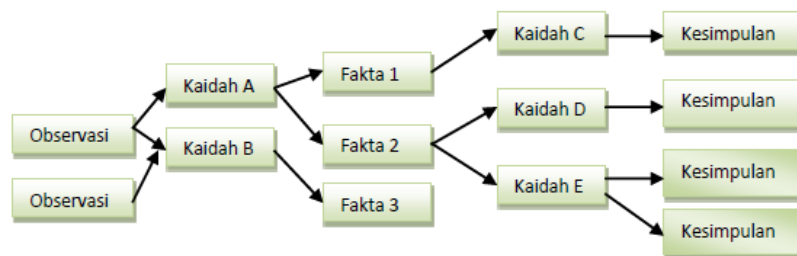 Observasi
Observasi
Kaidah A
Kaidah B
Fakta 1
Fakta 2
Fakta 3
Kaidah C
Kaidah D
Kaidah E
Kesimpulan
Kesimpulan
Kesimpulan
Kesimpulan